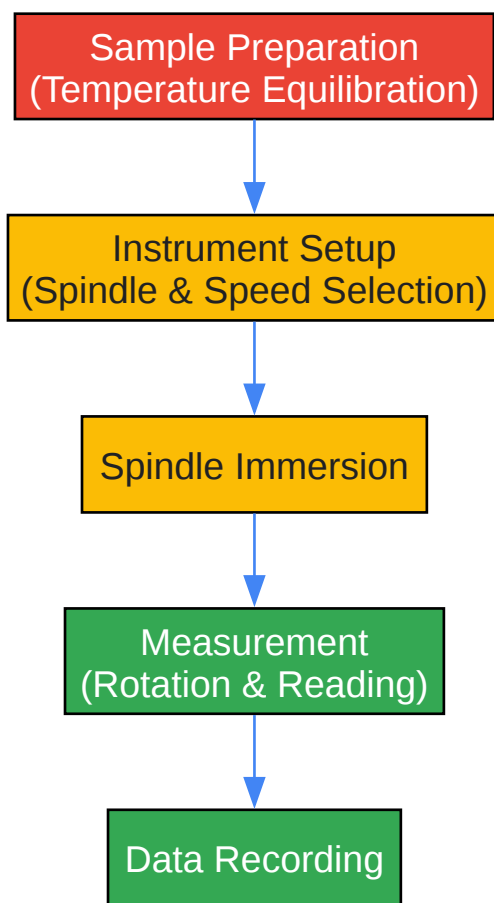 Sample Preparation
(Temperature Equilibration)
Instrument Setup
(Spindle & Speed Selection)
Spindle Immersion
Measurement
(Rotation & Reading)
Data Recording